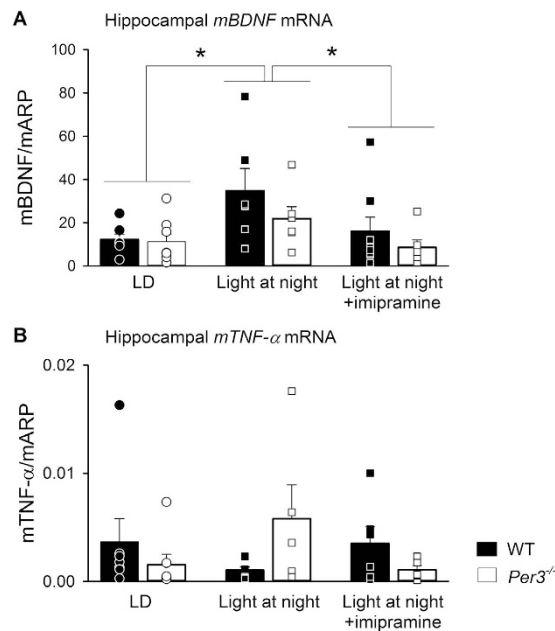 A Hippocampal mBDNF mRNA
* *
100
80
60
40
20
0
mBDNF/mARP
LD Light at night Light at night
+imipramine
B Hippocampal mTNF-α mRNA
0.02
0.01
0.00
mTNF-α/mARP
LD Light at night Light at night
+imipramine
WT
Per3⁻/⁻